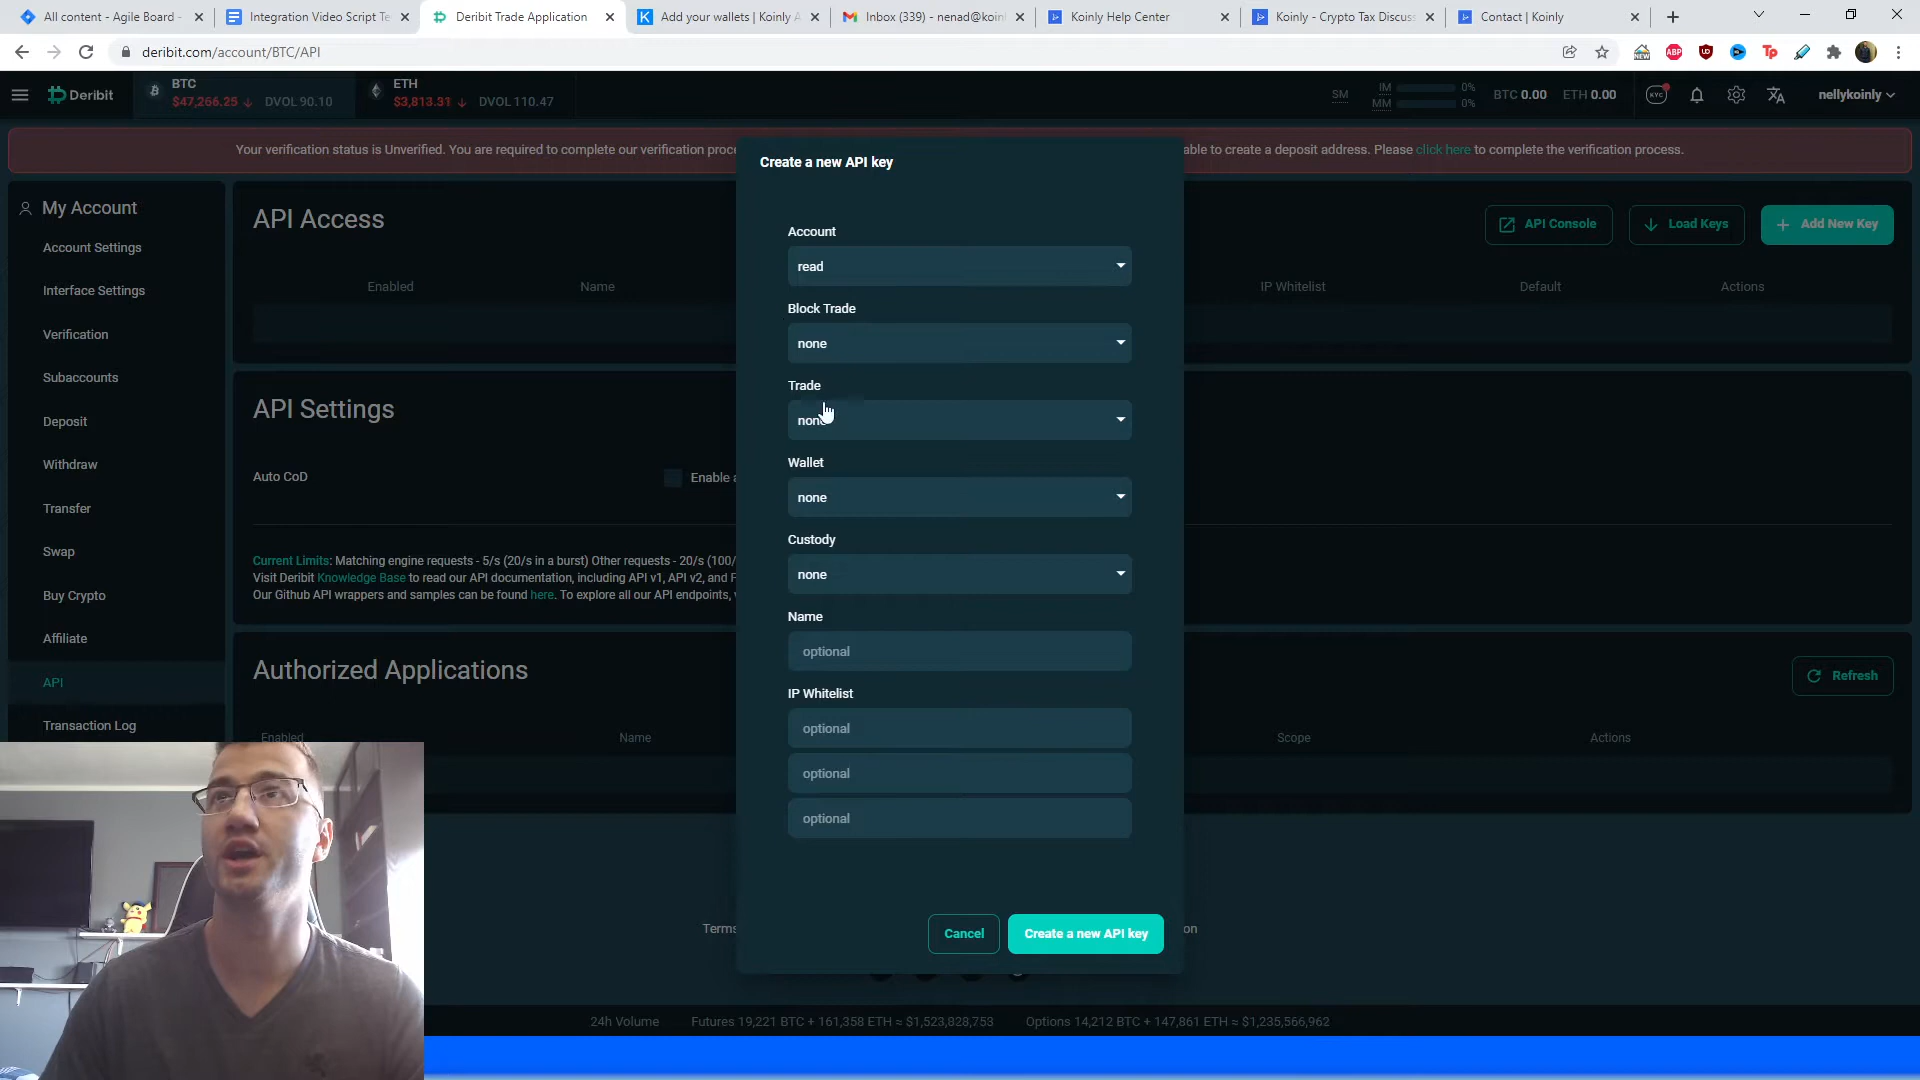 All content - Agile Board -
Integration Video Script Te
Deribit Trade Application
Add your wallets | Koinly A
Inbox (339) - nenad@koin
Koinly Help Center
Koinly - Crypto Tax Discuss
Contact | Koinly
deribit.com/account/BTC/API
Deribit
BTC
$47,266.25 DVOL 90.10
ETH
$3,813.31 DVOL 110.47
SM
IM 0%
MM 0%
BTC 0.00 ETH 0.00
KYC
nellykoinly
Your verification status is Unverified. You are required to complete our verification proce
able to create a deposit address. Please click here to complete the verification process.
My Account
Account Settings
Interface Settings
Verification
Subaccounts
Deposit
Withdraw
Transfer
Swap
Buy Crypto
Affiliate
API
Transaction Log
API Access
API Console
Load Keys
Add New Key
Enabled Name IP Whitelist Default Actions
API Settings
Auto CoD
Enable a
Current Limits: Matching engine requests - 5/s (20/s in a burst) Other requests - 20/s (100/
Visit Deribit Knowledge Base to read our API documentation, including API v1, API v2, and F
Our Github API wrappers and samples can be found here. To explore all our API endpoints,
Authorized Applications
Refresh
Enabled Name Scope Actions
Create a new API key
Account
read
Block Trade
none
Trade
none
Wallet
none
Custody
none
Name
optional
IP Whitelist
optional
optional
optional
Cancel
Create a new API key
Terms
on
24h Volume Futures 19,221 BTC + 161,358 ETH ≈ $1,523,828,753 Options 14,212 BTC + 147,861 ETH ≈ $1,235,566,962